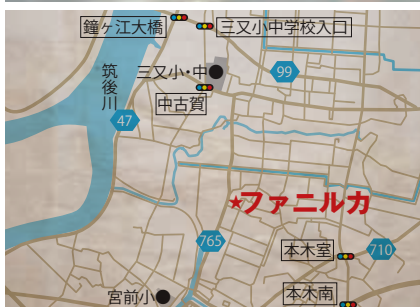 鐘ヶ江大橋
三又小中学校入口
三又小・中
99
筑後川
中古賀
47
★ファニルカ
765
本木室
710
宮前小
本木南